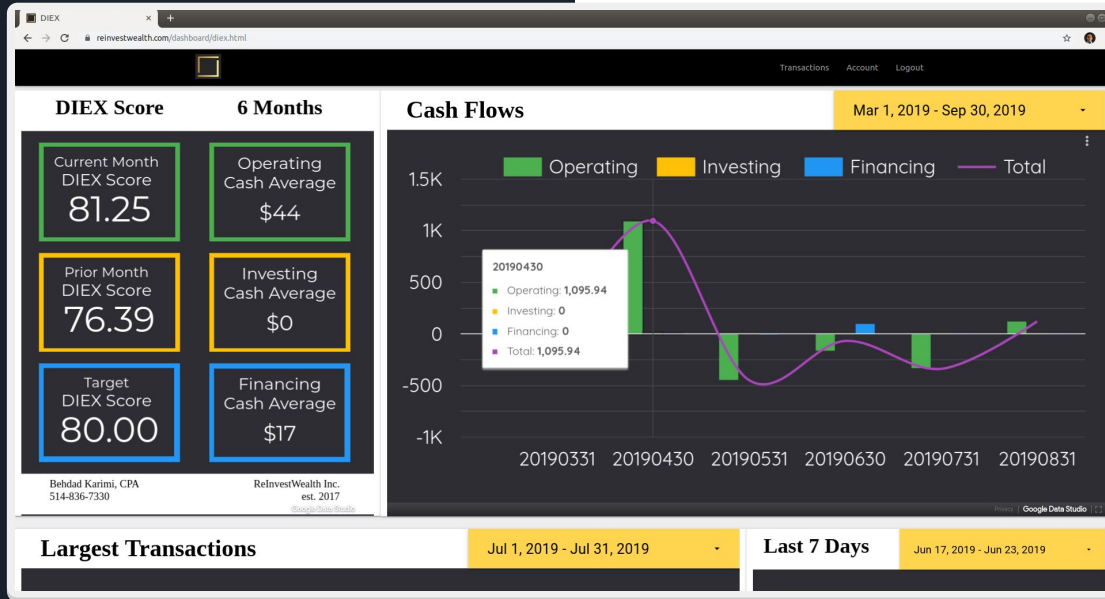 DIEX
reinvestwealth.com/dashboard/diex.html
Transactions Account Logout
DIEX Score 6 Months
Current Month
DIEX Score
81.25
Operating
Cash Average
$44
Prior Month
DIEX Score
76.39
Investing
Cash Average
$0
Target
DIEX Score
80.00
Financing
Cash Average
$17
Behdad Karimi, CPA
514-836-7330
ReInvestWealth Inc.
est. 2017
Google Data Studio
Cash Flows
Mar 1, 2019 - Sep 30, 2019
Operating Investing Financing Total
1.5K
1K
500
0
-500
-1K
20190430
Operating: 1,095.94
Investing: 0
Financing: 0
Total: 1,095.94
20190331 20190430 20190531 20190630 20190731 20190831
Privacy Google Data Studio
Largest Transactions
Jul 1, 2019 - Jul 31, 2019
Last 7 Days
Jun 17, 2019 - Jun 23, 2019